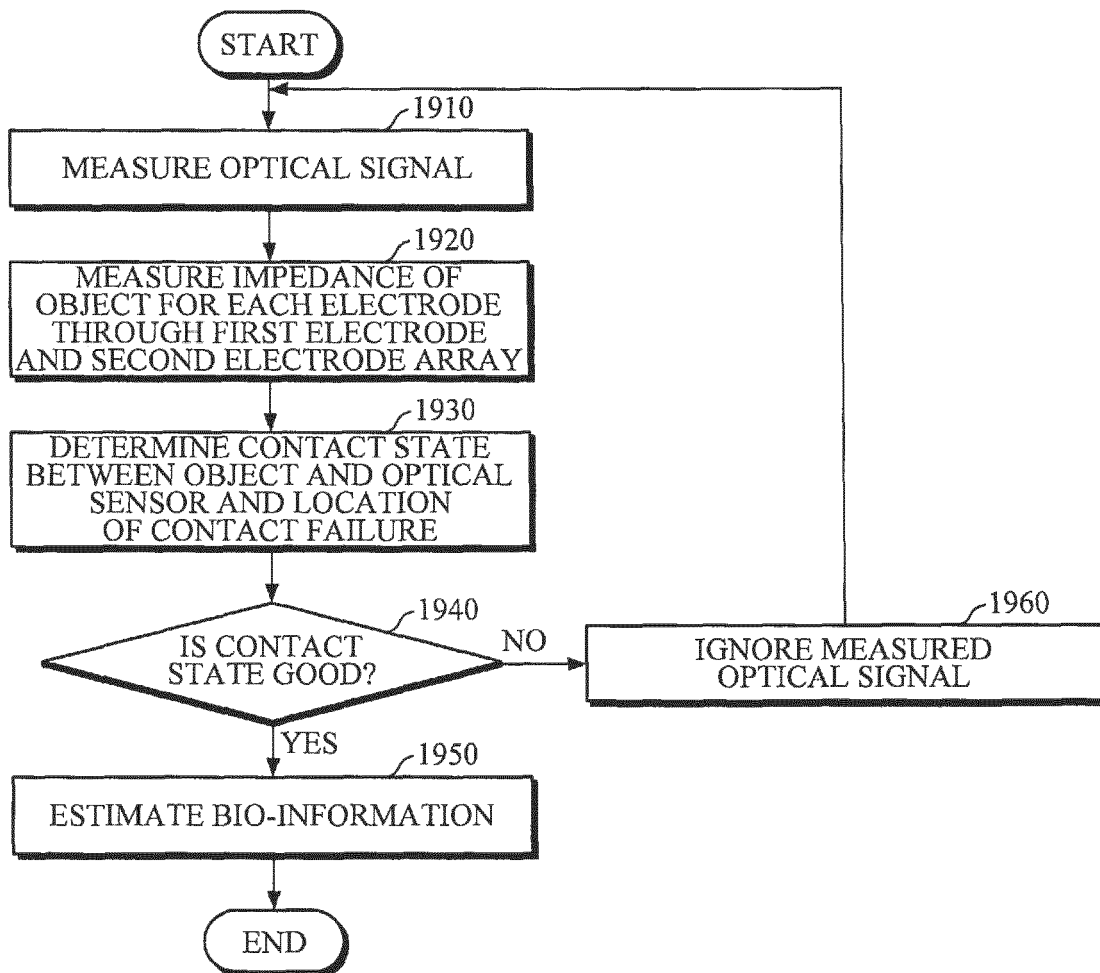 START
1910
MEASURE OPTICAL SIGNAL
1920
MEASURE IMPEDANCE OF
OBJECT FOR EACH ELECTRODE
THROUGH FIRST ELECTRODE
AND SECOND ELECTRODE ARRAY
1930
DETERMINE CONTACT STATE
BETWEEN OBJECT AND OPTICAL
SENSOR AND LOCATION
OF CONTACT FAILURE
1940
IS CONTACT
STATE GOOD?
NO
1960
IGNORE MEASURED
OPTICAL SIGNAL
YES
1950
ESTIMATE BIO-INFORMATION
END